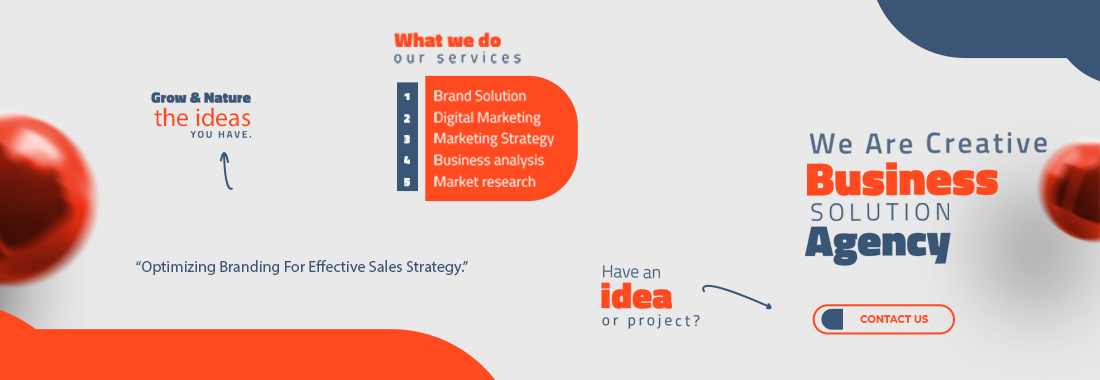 What we do
our services
Grow & Nature
the ideas
YOU HAVE.
1 Brand Solution
2 Digital Marketing
3 Marketing Strategy
4 Business analysis
5 Market research
“Optimizing Branding For Effective Sales Strategy.”
Have an
idea
or project?
We Are Creative
Business
SOLUTION
Agency
CONTACT US